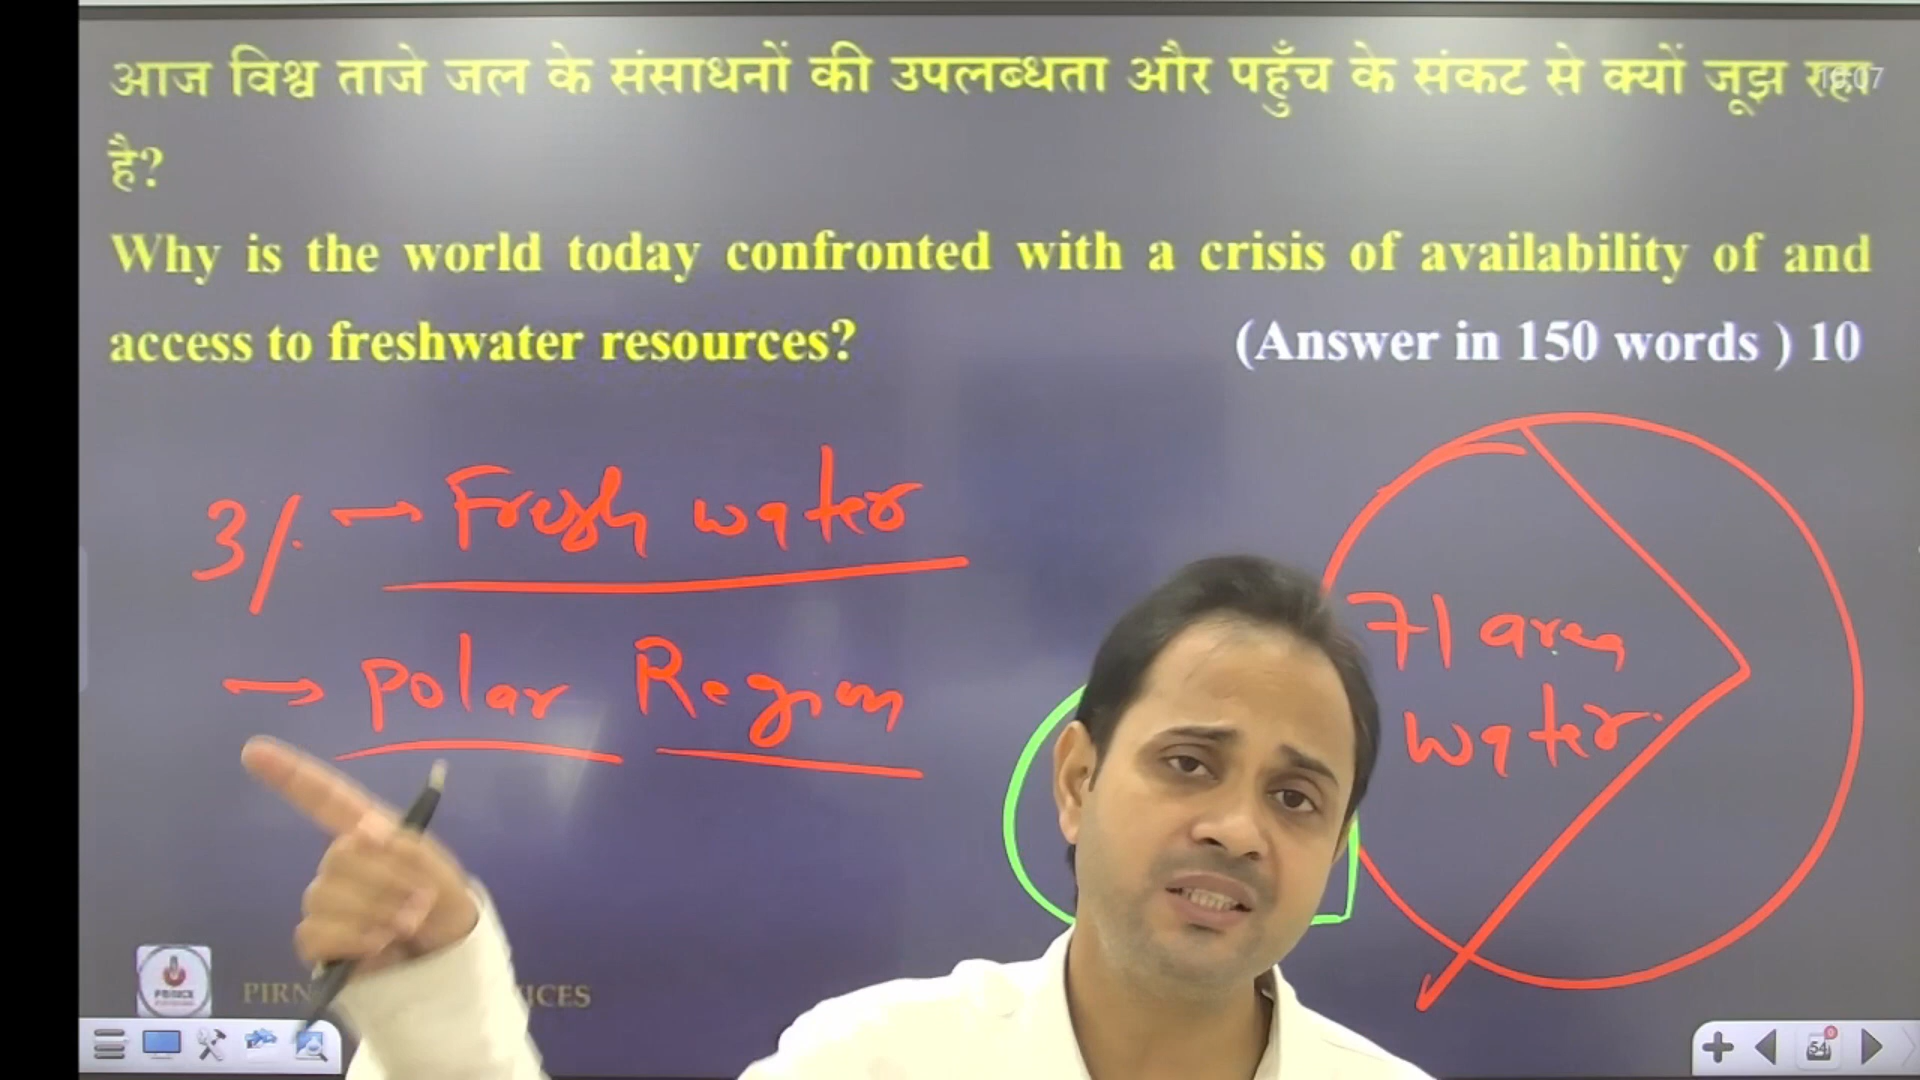 आज विश्व ताजे जल के संसाधनों की उपलब्धता और पहुँच के संकट से क्यों जूझ रहा
है?
Why is the world today confronted with a crisis of availability of and
access to freshwater resources? (Answer in 150 words ) 10
3% → Fresh water
→ Polar Region
71 area
water
54